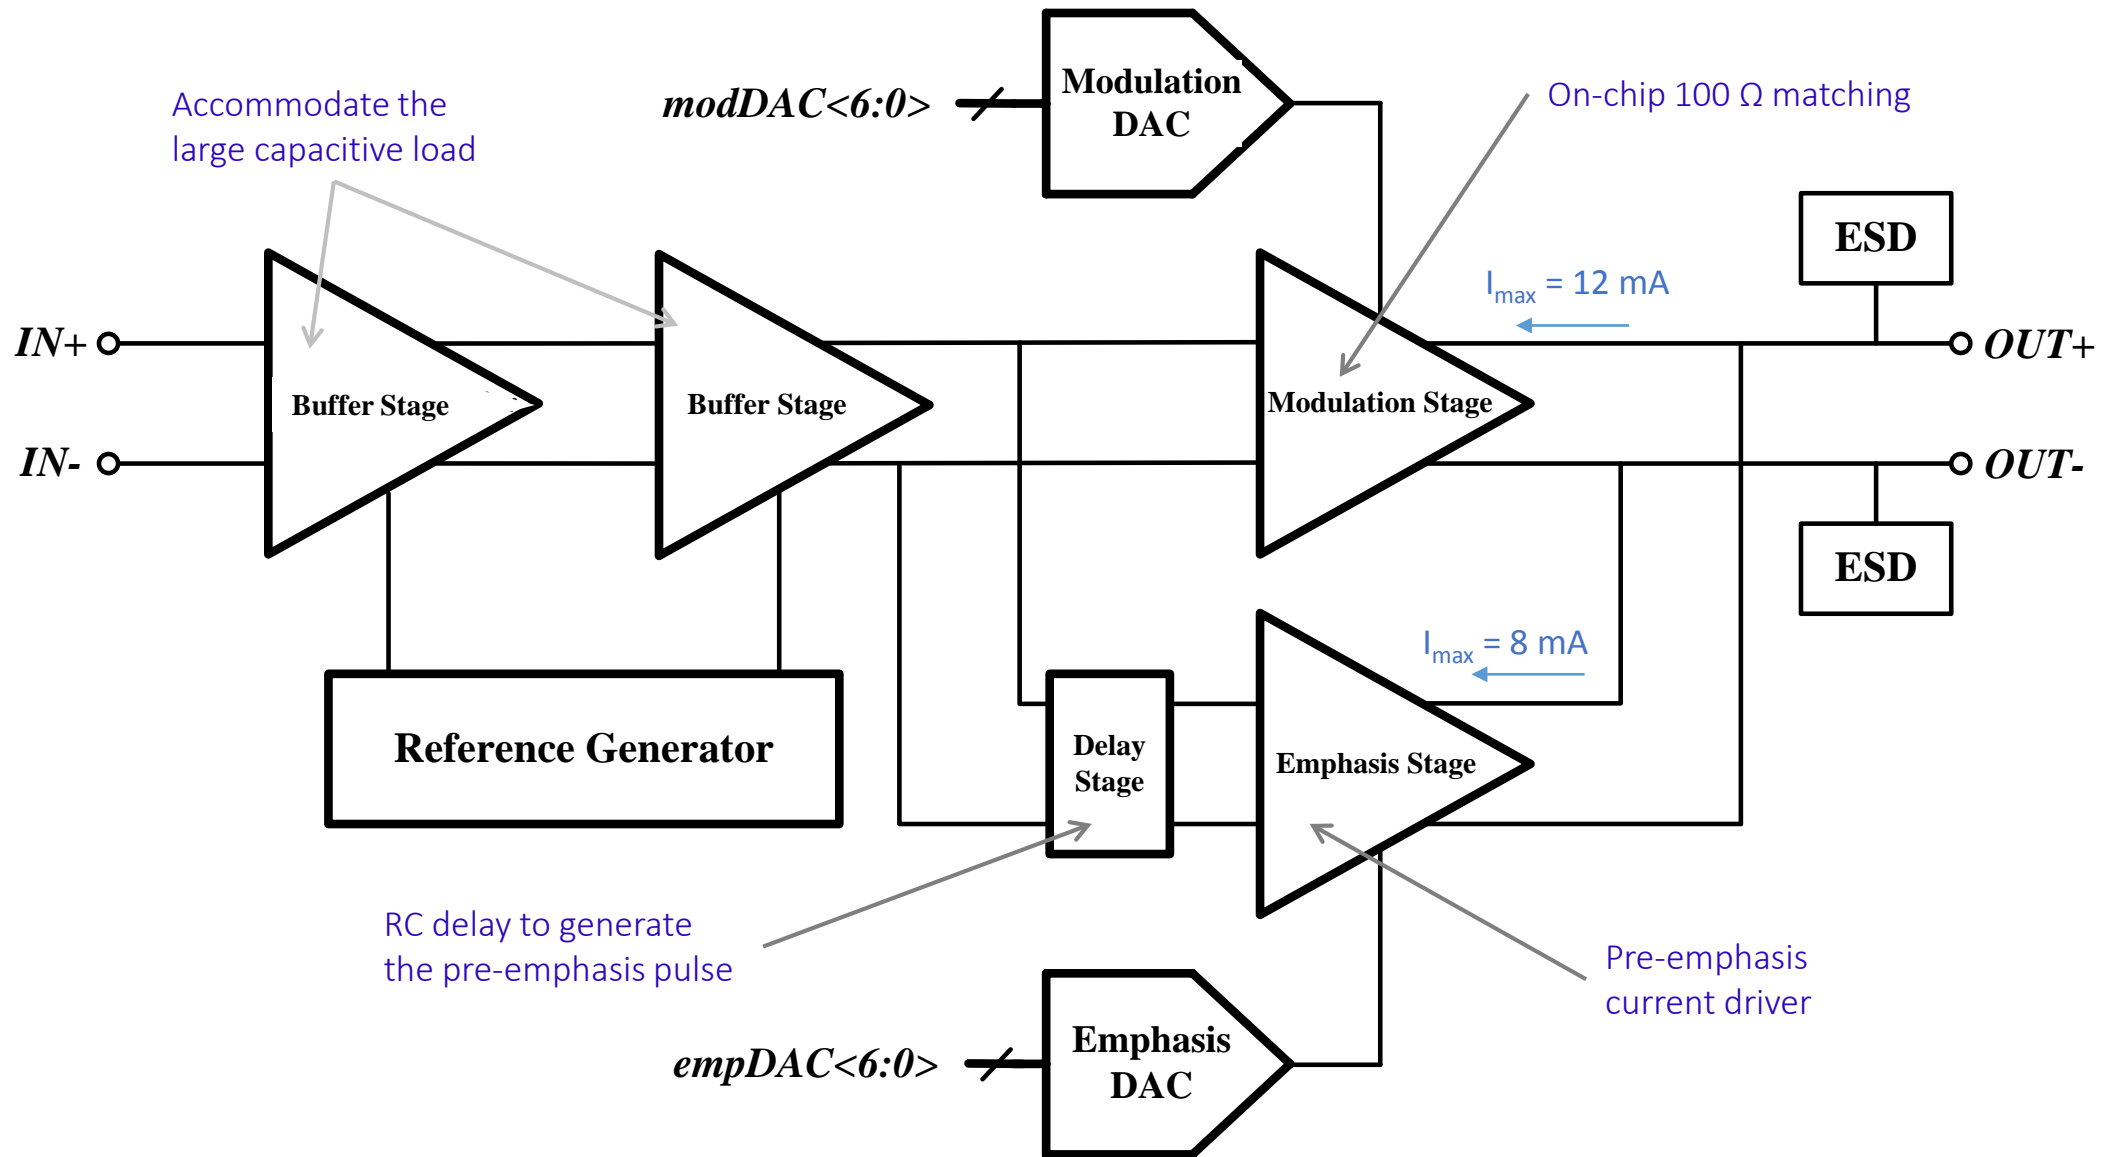 Modulation
DAC
modDAC<6:0>
On-chip 100 Ω matching
Accommodate the
large capacitive load
ESD
I_max = 12 mA
IN+
OUT+
Buffer Stage
Buffer Stage
Modulation Stage
IN-
OUT-
ESD
I_max = 8 mA
Reference Generator
Delay
Stage
Emphasis Stage
RC delay to generate
the pre-emphasis pulse
Pre-emphasis
current driver
Emphasis
DAC
empDAC<6:0>